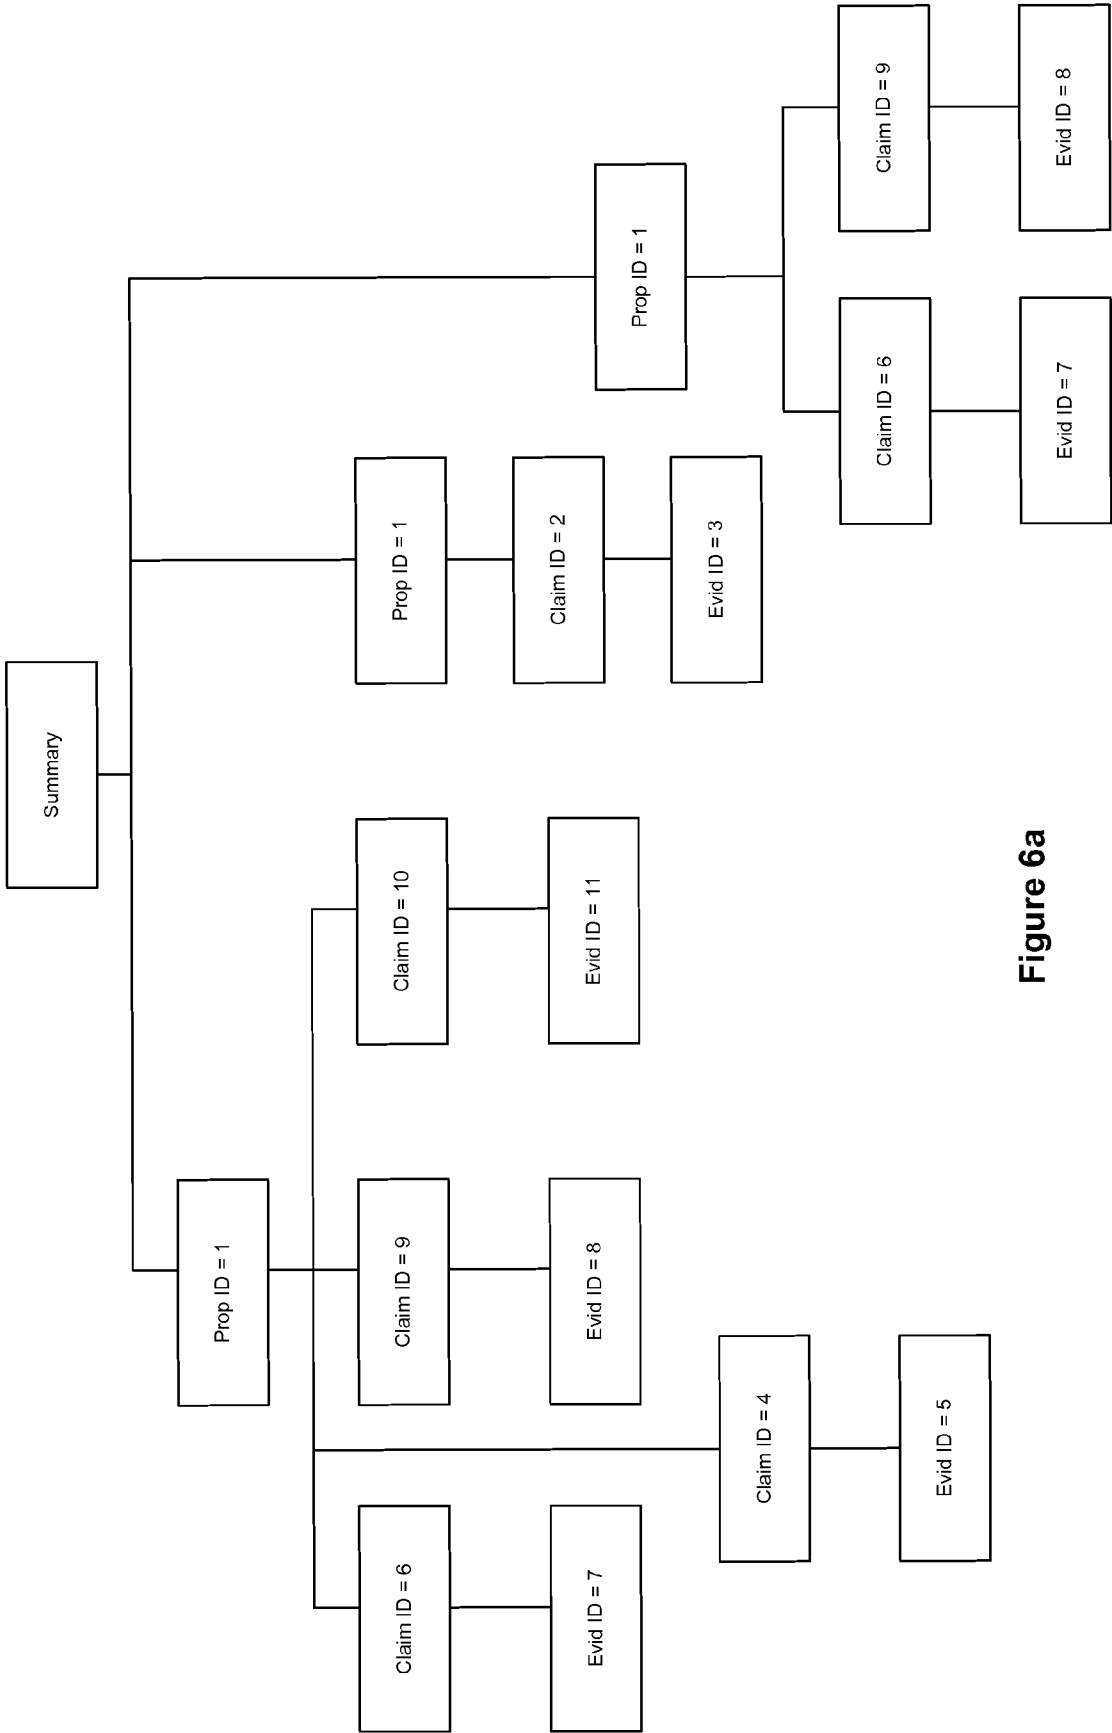 Summary
Prop ID = 1
Claim ID = 6
Evid ID = 7
Claim ID = 4
Evid ID = 5
Claim ID = 9
Evid ID = 8
Claim ID = 10
Evid ID = 11
Prop ID = 1
Claim ID = 2
Evid ID = 3
Prop ID = 1
Claim ID = 6
Evid ID = 7
Claim ID = 9
Evid ID = 8
Figure 6a